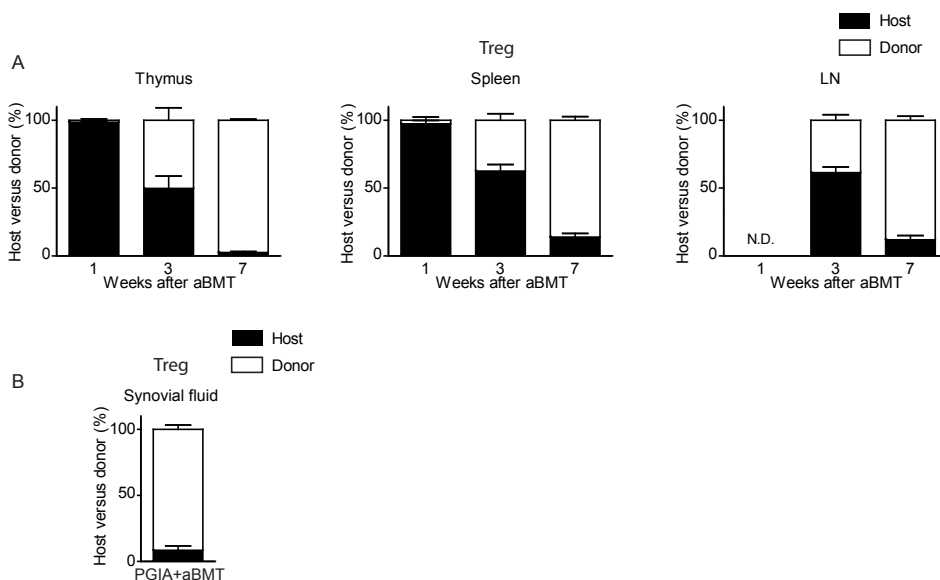 Host
Donor
A
Treg
Thymus
Spleen
LN
Host versus donor (%)
100
50
0
1 3 7
Weeks after aBMT
Host versus donor (%)
100
50
0
1 3 7
Weeks after aBMT
Host versus donor (%)
100
50
0
N.D.
1 3 7
Weeks after aBMT
Host
Donor
B
Treg
Synovial fluid
Host versus donor (%)
100
50
0
PGIA+aBMT